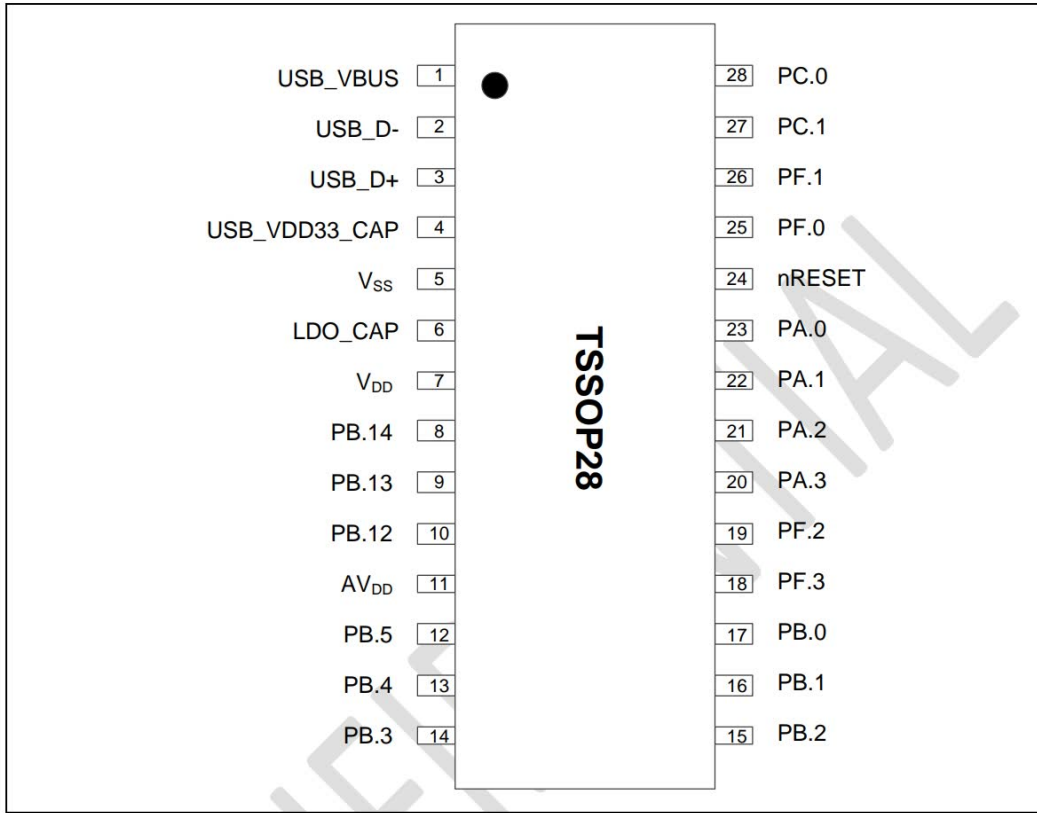 USB_VBUS 1 28 PC.0
USB_D- 2 27 PC.1
USB_D+ 3 26 PF.1
USB_VDD33_CAP 4 25 PF.0
VSS 5 24 nRESET
LDO_CAP 6 23 PA.0
VDD 7 22 PA.1
PB.14 8 21 PA.2
PB.13 9 20 PA.3
PB.12 10 19 PF.2
AVDD 11 18 PF.3
PB.5 12 17 PB.0
PB.4 13 16 PB.1
PB.3 14 15 PB.2
TSSOP28